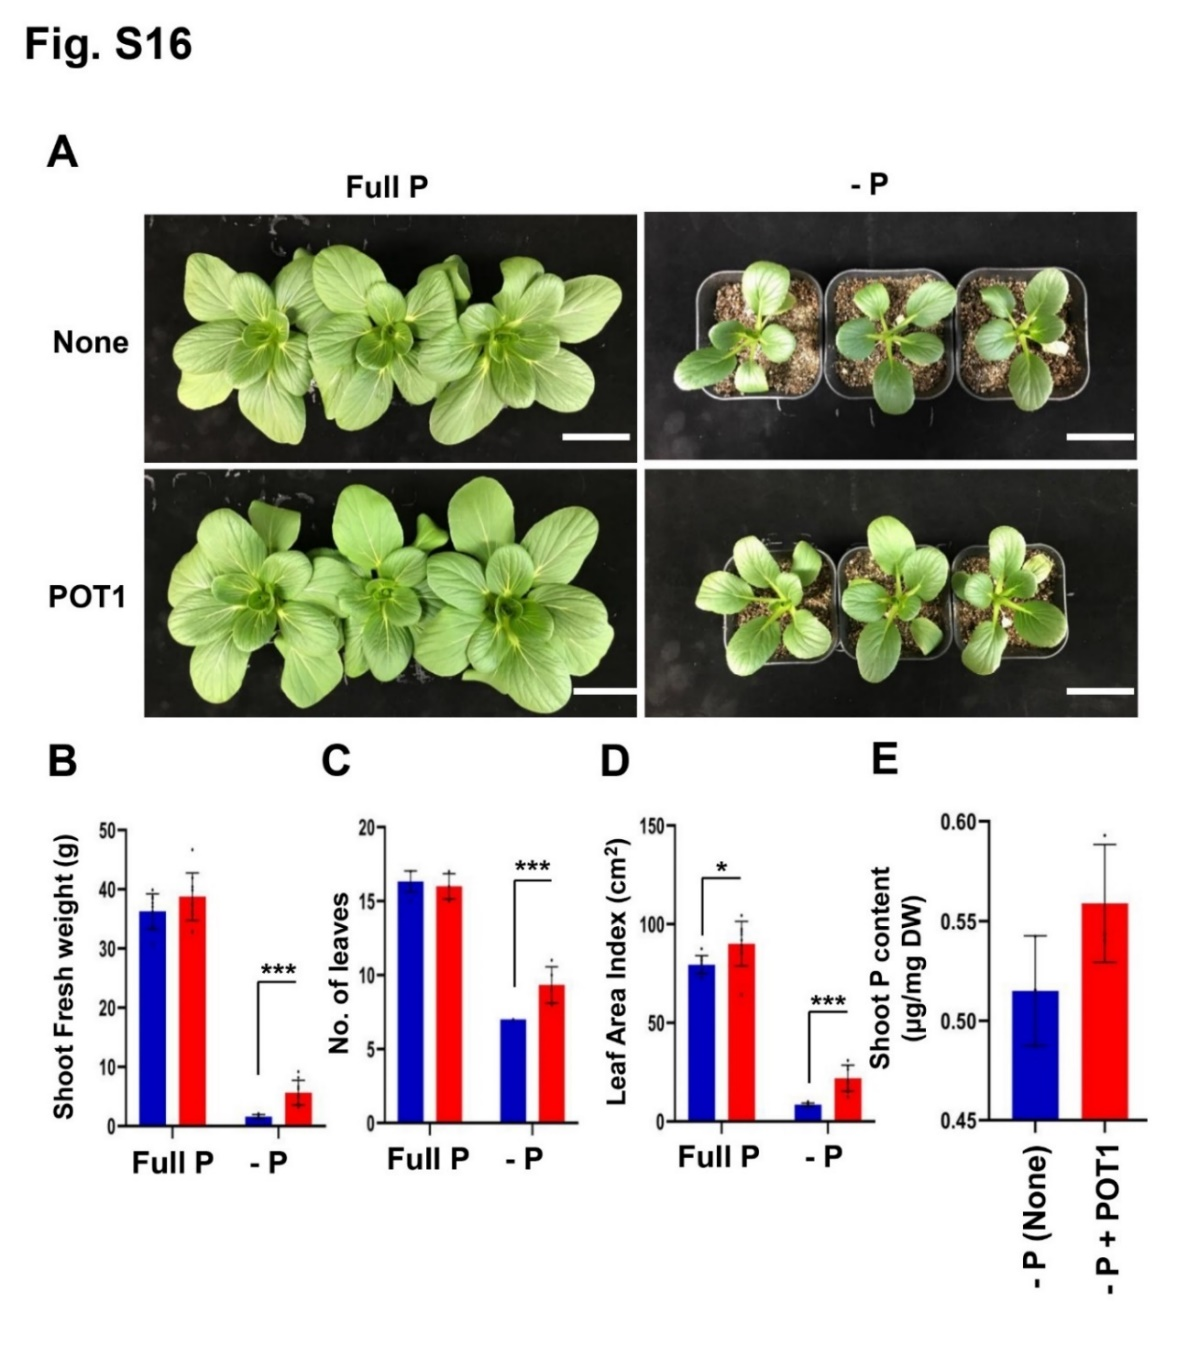 Fig. S16
A
Full P
- P
None
POT1
B
C
D
E
Shoot Fresh weight (g)
50
40
30
20
10
0
***
Full P
- P
No. of leaves
20
15
10
5
0
***
Full P
- P
Leaf Area Index (cm²)
150
100
50
0
*
***
Full P
- P
Shoot P content
(µg/mg DW)
0.60
0.55
0.50
0.45
- P (None)
- P + POT1